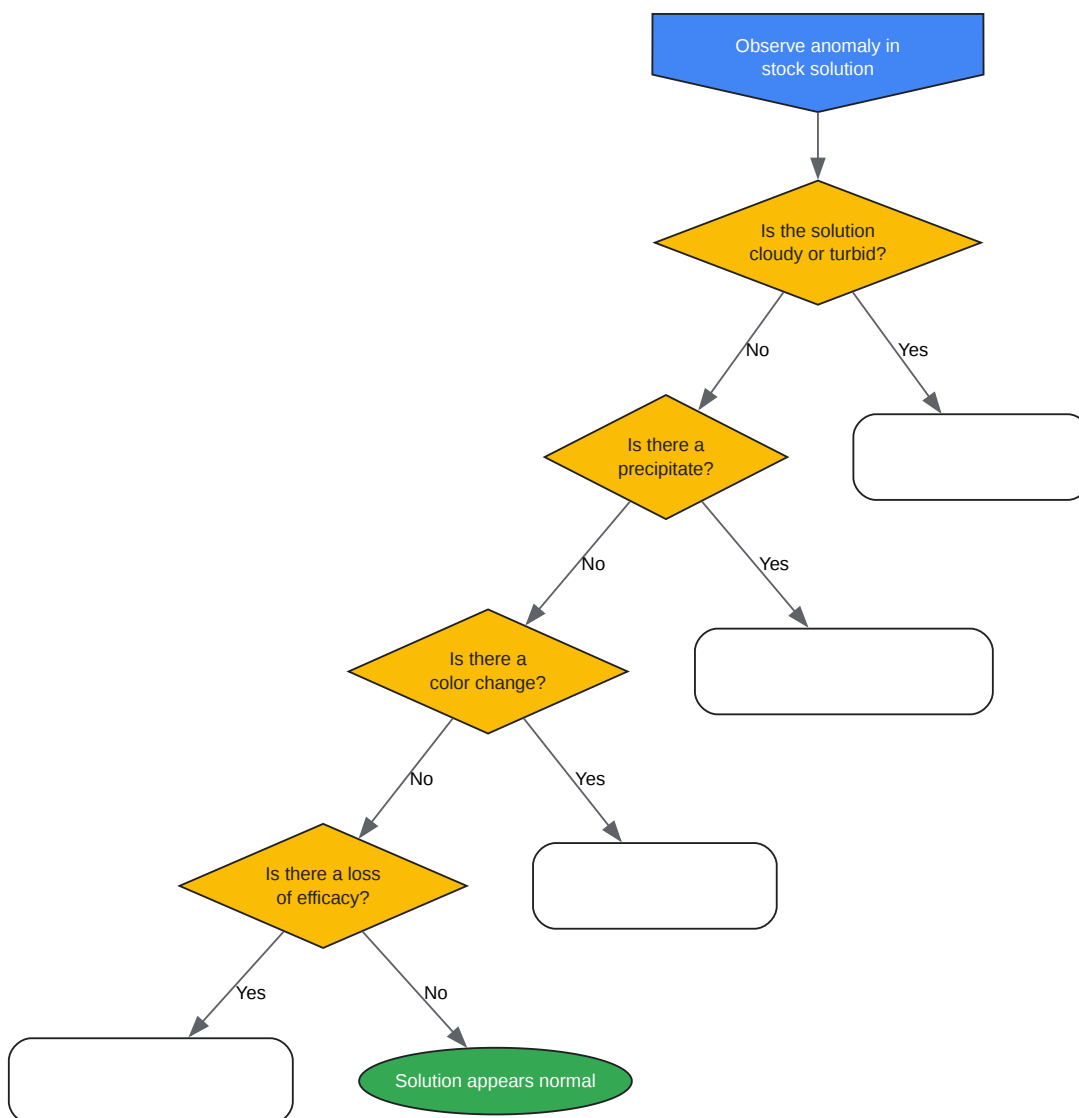 Observe anomaly in
stock solution
Is the solution
cloudy or turbid?
No
Yes
Is there a
precipitate?
No
Yes
Is there a
color change?
No
Yes
Is there a loss
of efficacy?
Yes
No
Solution appears normal